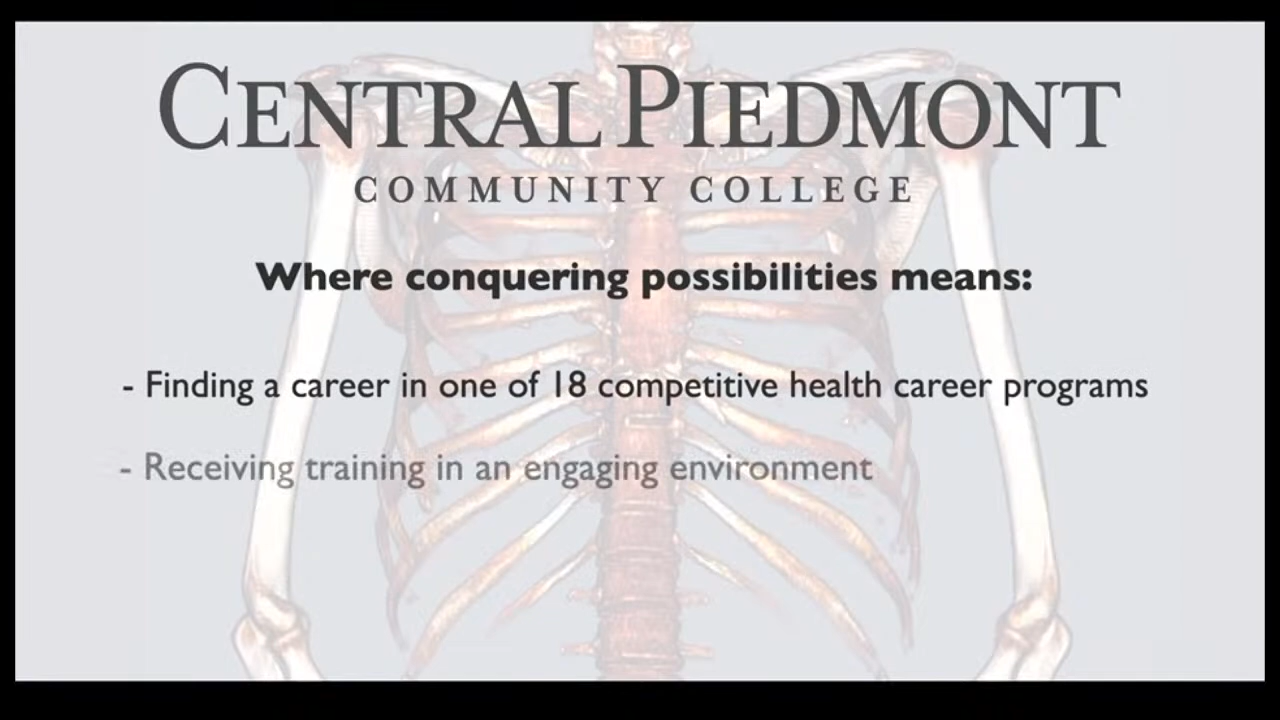 CENTRAL PIEDMONT
COMMUNITY COLLEGE
Where conquering possibilities means:
- Finding a career in one of 18 competitive health career programs
- Receiving training in an engaging environment